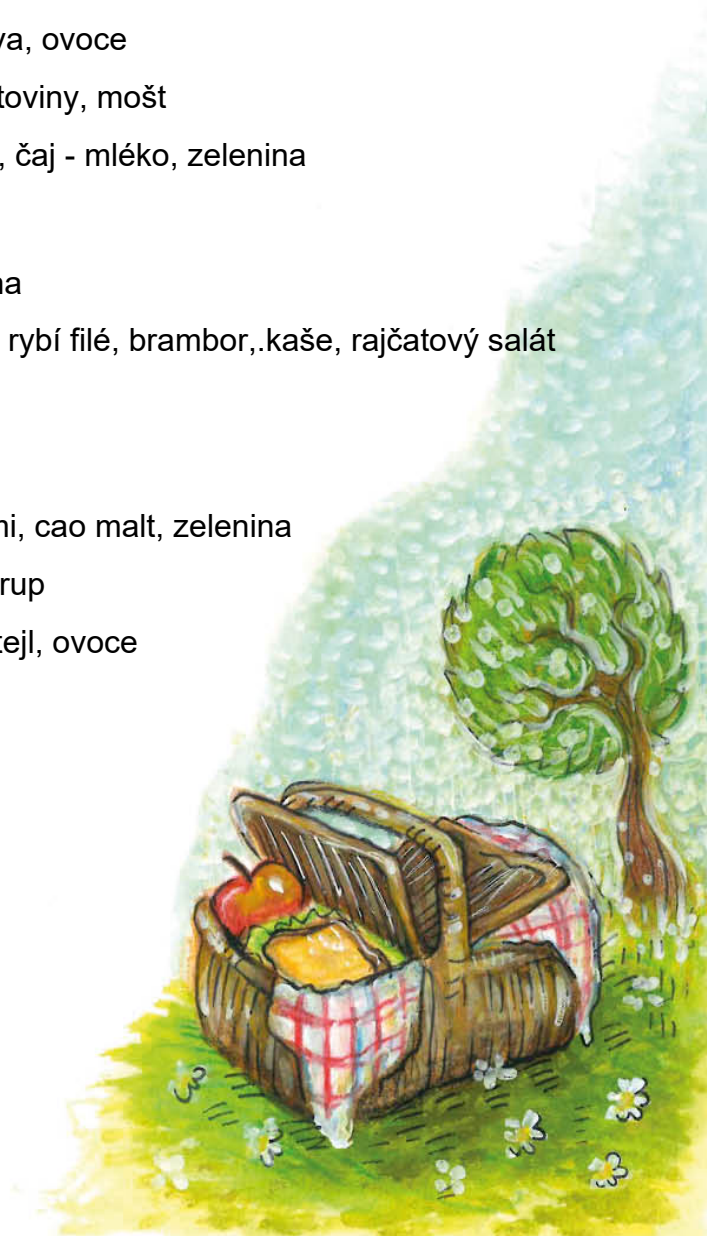 va, ovoce
toviny, mošt
, čaj - mléko, zelenina
na
rybí filé, brambor,.kaše, rajčatový salát
ni, cao malt, zelenina
rup
tejl, ovoce